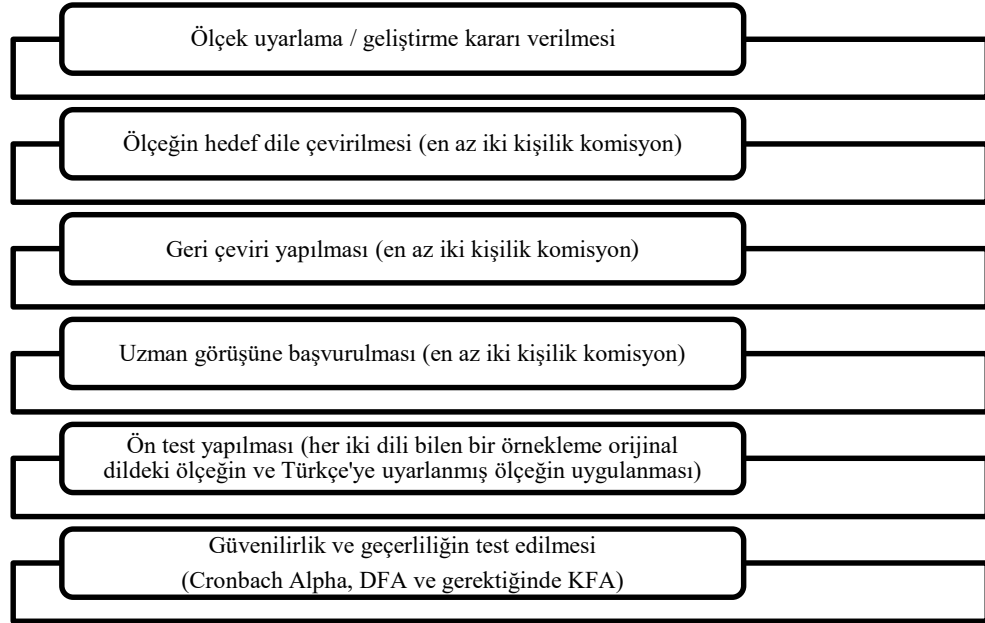 Ölçek uyarlama / geliştirme kararı verilmesi
Ölçeğin hedef dile çevirilmesi (en az iki kişilik komisyon)
Geri çeviri yapılması (en az iki kişilik komisyon)
Uzman görüşüne başvurulması (en az iki kişilik komisyon)
Ön test yapılması (her iki dili bilen bir örnekleme orijinal
dildeki ölçeğin ve Türkçe'ye uyarlanmış ölçeğin uygulanması)
Güvenilirlik ve geçerliliğin test edilmesi
(Cronbach Alpha, DFA ve gerektiğinde KFA)